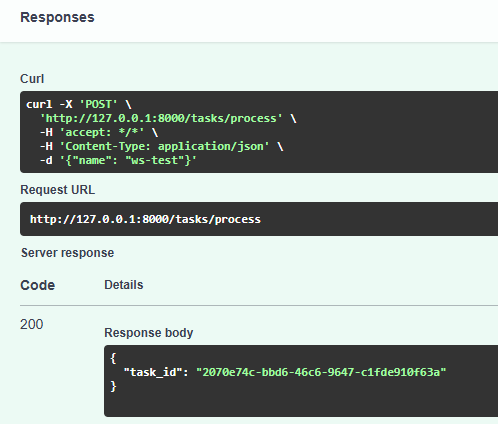 Responses
Curl
curl -X 'POST' \
  'http://127.0.0.1:8000/tasks/process' \
  -H 'accept: */*' \
  -H 'Content-Type: application/json' \
  -d '{"name": "ws-test"}'
Request URL
http://127.0.0.1:8000/tasks/process
Server response
Code Details
200
Response body
{
  "task_id": "2070e74c-bbd6-46c6-9647-c1fde910f63a"
}